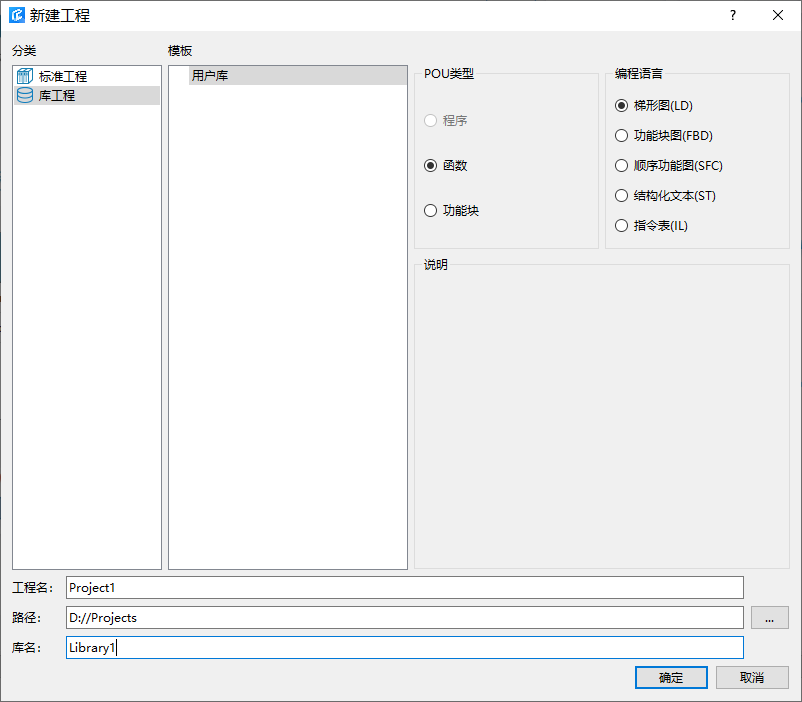 新建工程
?
分类
模板
标准工程
库工程
用户库
POU类型
程序
函数
功能块
编程语言
梯形图(LD)
功能块图(FBD)
顺序功能图(SFC)
结构化文本(ST)
指令表(IL)
说明
工程名: Project1
路径: D://Projects ...
库名: Library1
确定 取消